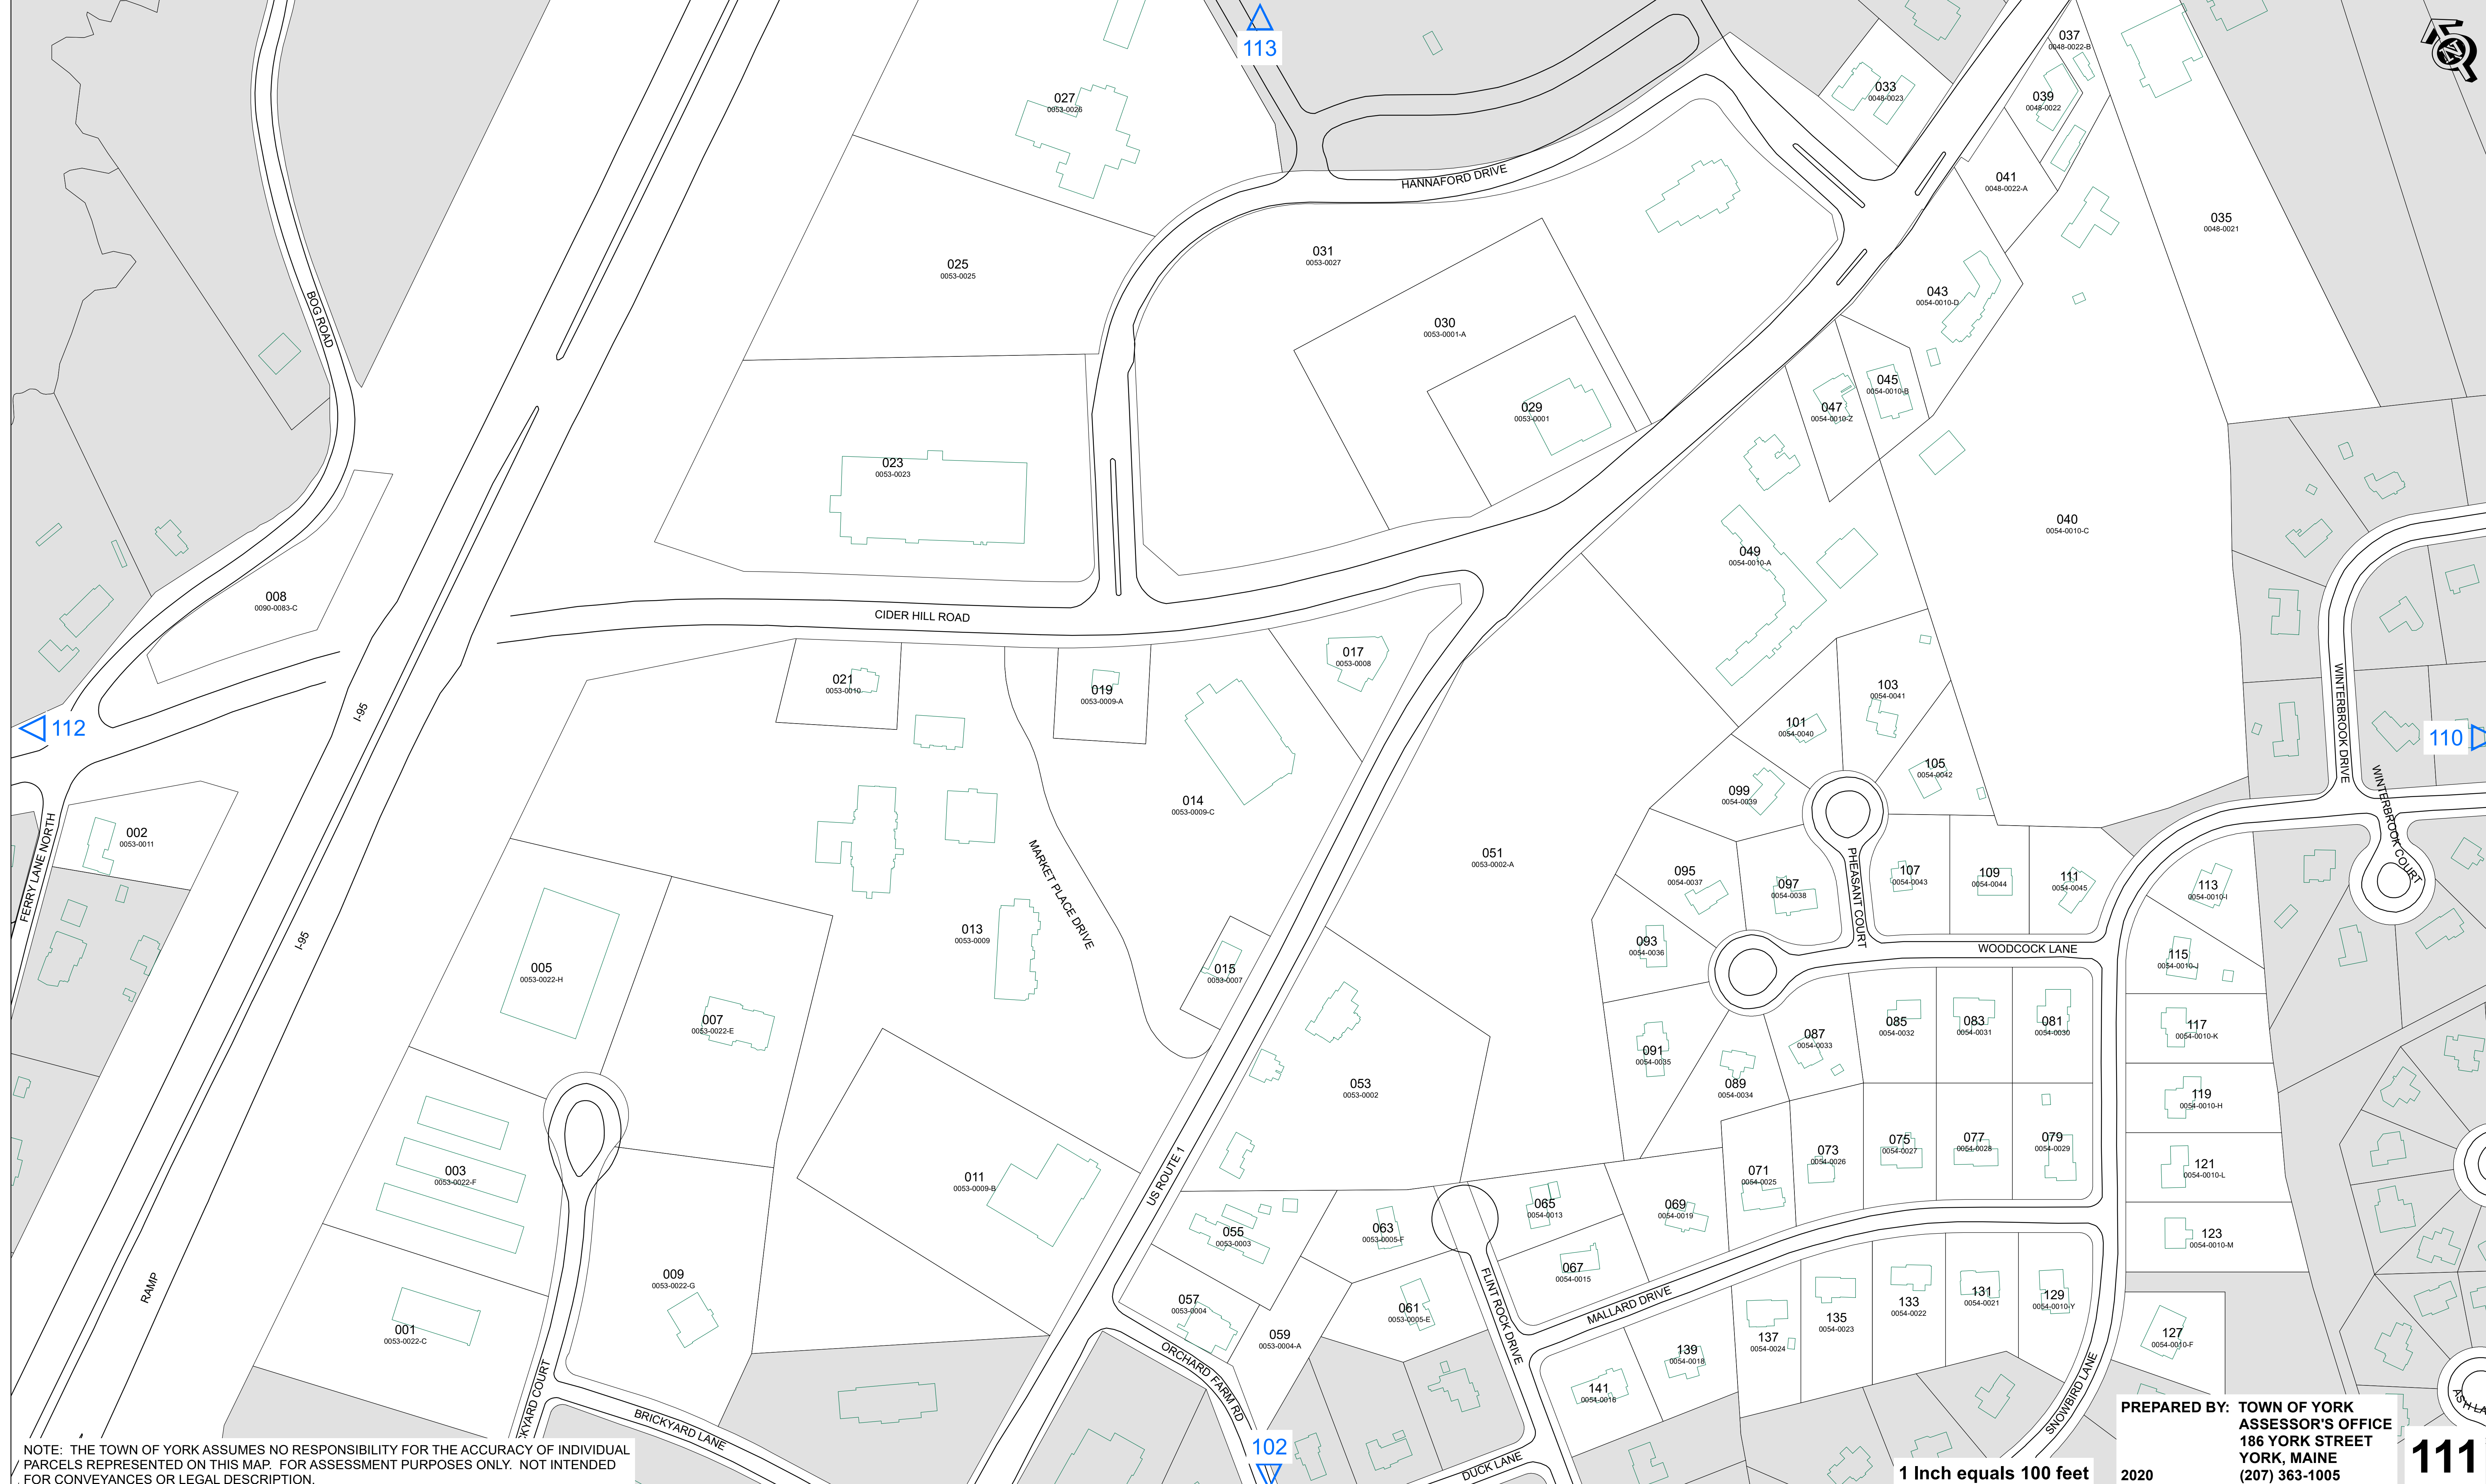 113
037
0048-0022-B
N
033
0048-0023
039
0048-0022
027
0053-0026
041
0048-0022-A
HANNAFORD DRIVE
035
0048-0021
031
0053-0027
025
0053-0025
BOG ROAD
043
0054-0010-D
030
0053-0001-A
045
0054-0010-B
047
0054-0010-Z
029
0053-0001
023
0053-0023
040
0054-0010-C
049
0054-0010-A
008
0090-0083-C
CIDER HILL ROAD
017
0053-0008
021
0053-0010
019
0053-0009-A
103
0054-0041
WINTERBROOK DRIVE
I-95
112
101
0054-0040
110
105
0054-0042
WINTERBROOK COURT
099
0054-0039
014
0053-0009-C
002
0053-0011
FERRY LANE NORTH
051
0053-0002-A
MARKET PLACE DRIVE
PHEASANT COURT
095
0054-0037
097
0054-0038
107
0054-0043
109
0054-0044
111
0054-0045
113
0054-0010-I
013
0053-0009
I-95
093
0054-0036
WOODCOCK LANE
115
0054-0010-J
005
0053-0022-H
015
0053-0007
007
0053-0022-E
085
0054-0032
083
0054-0031
081
0054-0030
117
0054-0010-K
087
0054-0033
091
0054-0035
053
0053-0002
089
0054-0034
119
0054-0010-H
075
0054-0027
077
0054-0028
079
0054-0029
073
0054-0026
003
0053-0022-F
011
0053-0009-B
US ROUTE 1
071
0054-0025
121
0054-0010-L
065
0054-0013
069
0054-0019
055
0053-0003
063
0053-0005-F
123
0054-0010-M
009
0053-0022-G
067
0054-0015
RAMP
057
0053-0004
061
0053-0005-E
FLINT ROCK DRIVE
MALLARD DRIVE
133
0054-0022
131
0054-0021
129
0054-0010-Y
135
0054-0023
001
0053-0022-C
059
0053-0004-A
137
0054-0024
127
0054-0010-F
139
0054-0018
141
0054-0016
ORCHARD FARM RD
KYARD COURT
BRICKYARD LANE
SNOWBIRD LANE
ASH LA
DUCK LANE
102
NOTE: THE TOWN OF YORK ASSUMES NO RESPONSIBILITY FOR THE ACCURACY OF INDIVIDUAL
PARCELS REPRESENTED ON THIS MAP. FOR ASSESSMENT PURPOSES ONLY. NOT INTENDED
FOR CONVEYANCES OR LEGAL DESCRIPTION.
1 Inch equals 100 feet
PREPARED BY: TOWN OF YORK
ASSESSOR'S OFFICE
186 YORK STREET
YORK, MAINE
2020 (207) 363-1005
111